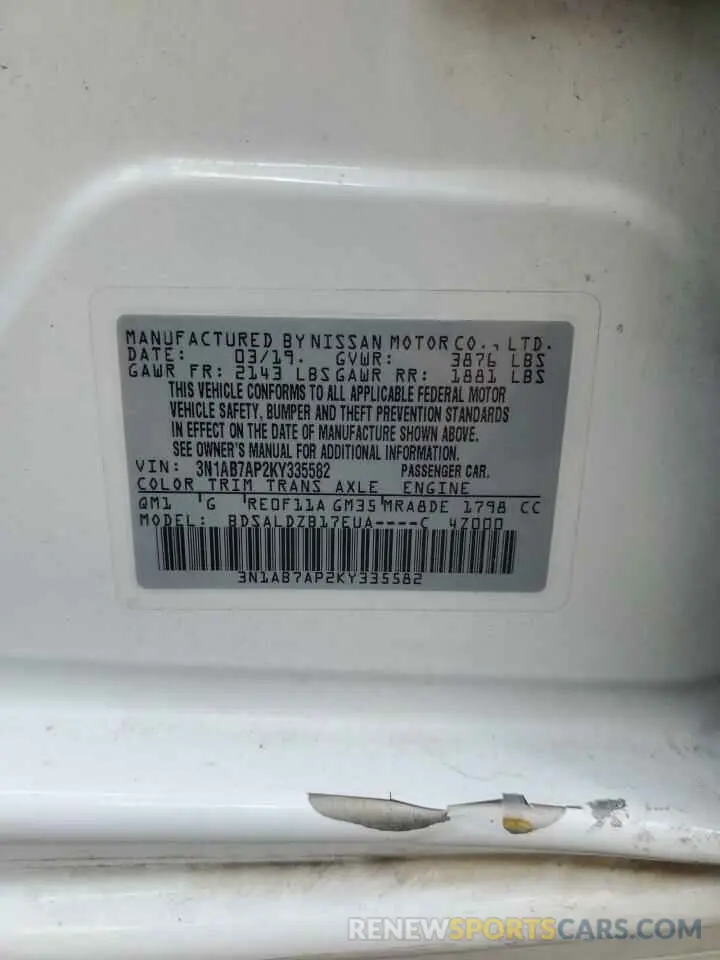 MANUFACTURED BY NISSAN MOTOR CO., LTD.
DATE: 03/19. GVWR: 3876 LBS
GAWR FR: 2143 LBS GAWR RR: 1881 LBS
THIS VEHICLE CONFORMS TO ALL APPLICABLE FEDERAL MOTOR
VEHICLE SAFETY, BUMPER AND THEFT PREVENTION STANDARDS
IN EFFECT ON THE DATE OF MANUFACTURE SHOWN ABOVE.
SEE OWNER'S MANUAL FOR ADDITIONAL INFORMATION.
VIN: 3N1AB7AP2KY335582 PASSENGER CAR.
COLOR TRIM TRANS AXLE ENGINE
QM1 G RE0F11A GM35 MRA8DE 1798 CC
MODEL: BDSALDZB17EUA----C 4Z000
3N1AB7AP2KY335582
RENEWSPORTSCARS.COM